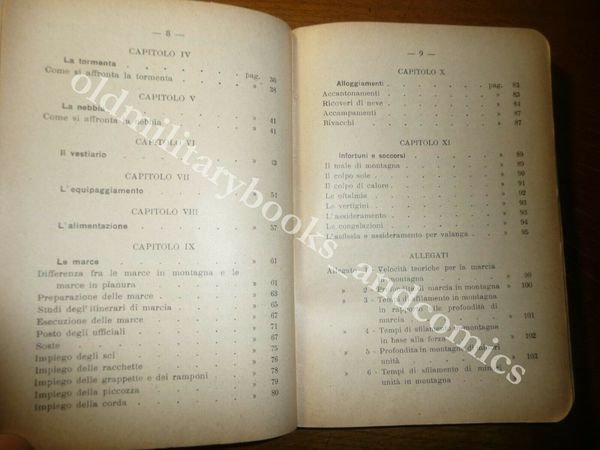 — 8 —
CAPITOLO IV
La tormenta . . . . pag. 36
Come si affronta la tormenta . . . » 38
CAPITOLO V
La nebbia . . . . » 41
Come si affronta la nebbia . . . » 41
CAPITOLO VI
Il vestiario . . . . »
CAPITOLO VII
L'equipaggiamento . . . . » 51
CAPITOLO VIII
L'alimentazione . . . . » 57
CAPITOLO IX
Le marce . . . . » 61
Differenza fra le marce in montagna e le
marce in pianura . . . . » 61
Preparazione delle marce . . . » 63
Studi degl'itinerari di marcia . . . » 65
Esecuzione delle marce . . . » 67
Posto degli ufficiali . . . » 71
Soste . . . . » 75
Impiego degli sci . . . » 76
Impiego delle racchette . . . » 78
Impiego delle grappette e dei ramponi . » 79
Impiego della piccozza . . . » 80
Impiego della corda . . . »
— 9 —
CAPITOLO X
Alloggiamenti . . . . pag. 83
Accantonamenti . . . . » 83
Ricoveri di neve . . . . » 84
Accampamenti . . . . » 87
Bivacchi . . . . » 87
CAPITOLO XI
Infortuni e soccorsi . . . » 89
Il male di montagna . . . » 89
Il colpo sole . . . . » 90
Il colpo di calore . . . » 91
Le oftalmie . . . . » 92
Le vertigini . . . . » 93
L'assideramento . . . » 93
Le congelazioni . . . » 94
L'asfissia e assideramento per valanga . » 95
ALLEGATI
Allegato 1 - Velocità teoriche per la marcia
in montagna . . . » 99
» 2 - di marcia in montagna » 100
» 3 - Tempi di sfilamento in montagna
in rapporto alle profondità di
marcia . . . » 101
» 4 - Tempi di sfilamento in montagna
in base alla forza . . » 102
» 5 - Profondità in montagna di minori
unità . . . » 102
» 6 - Tempi di sfilamento di minori
unità in montagna
oldmilitarybooks_andcomics